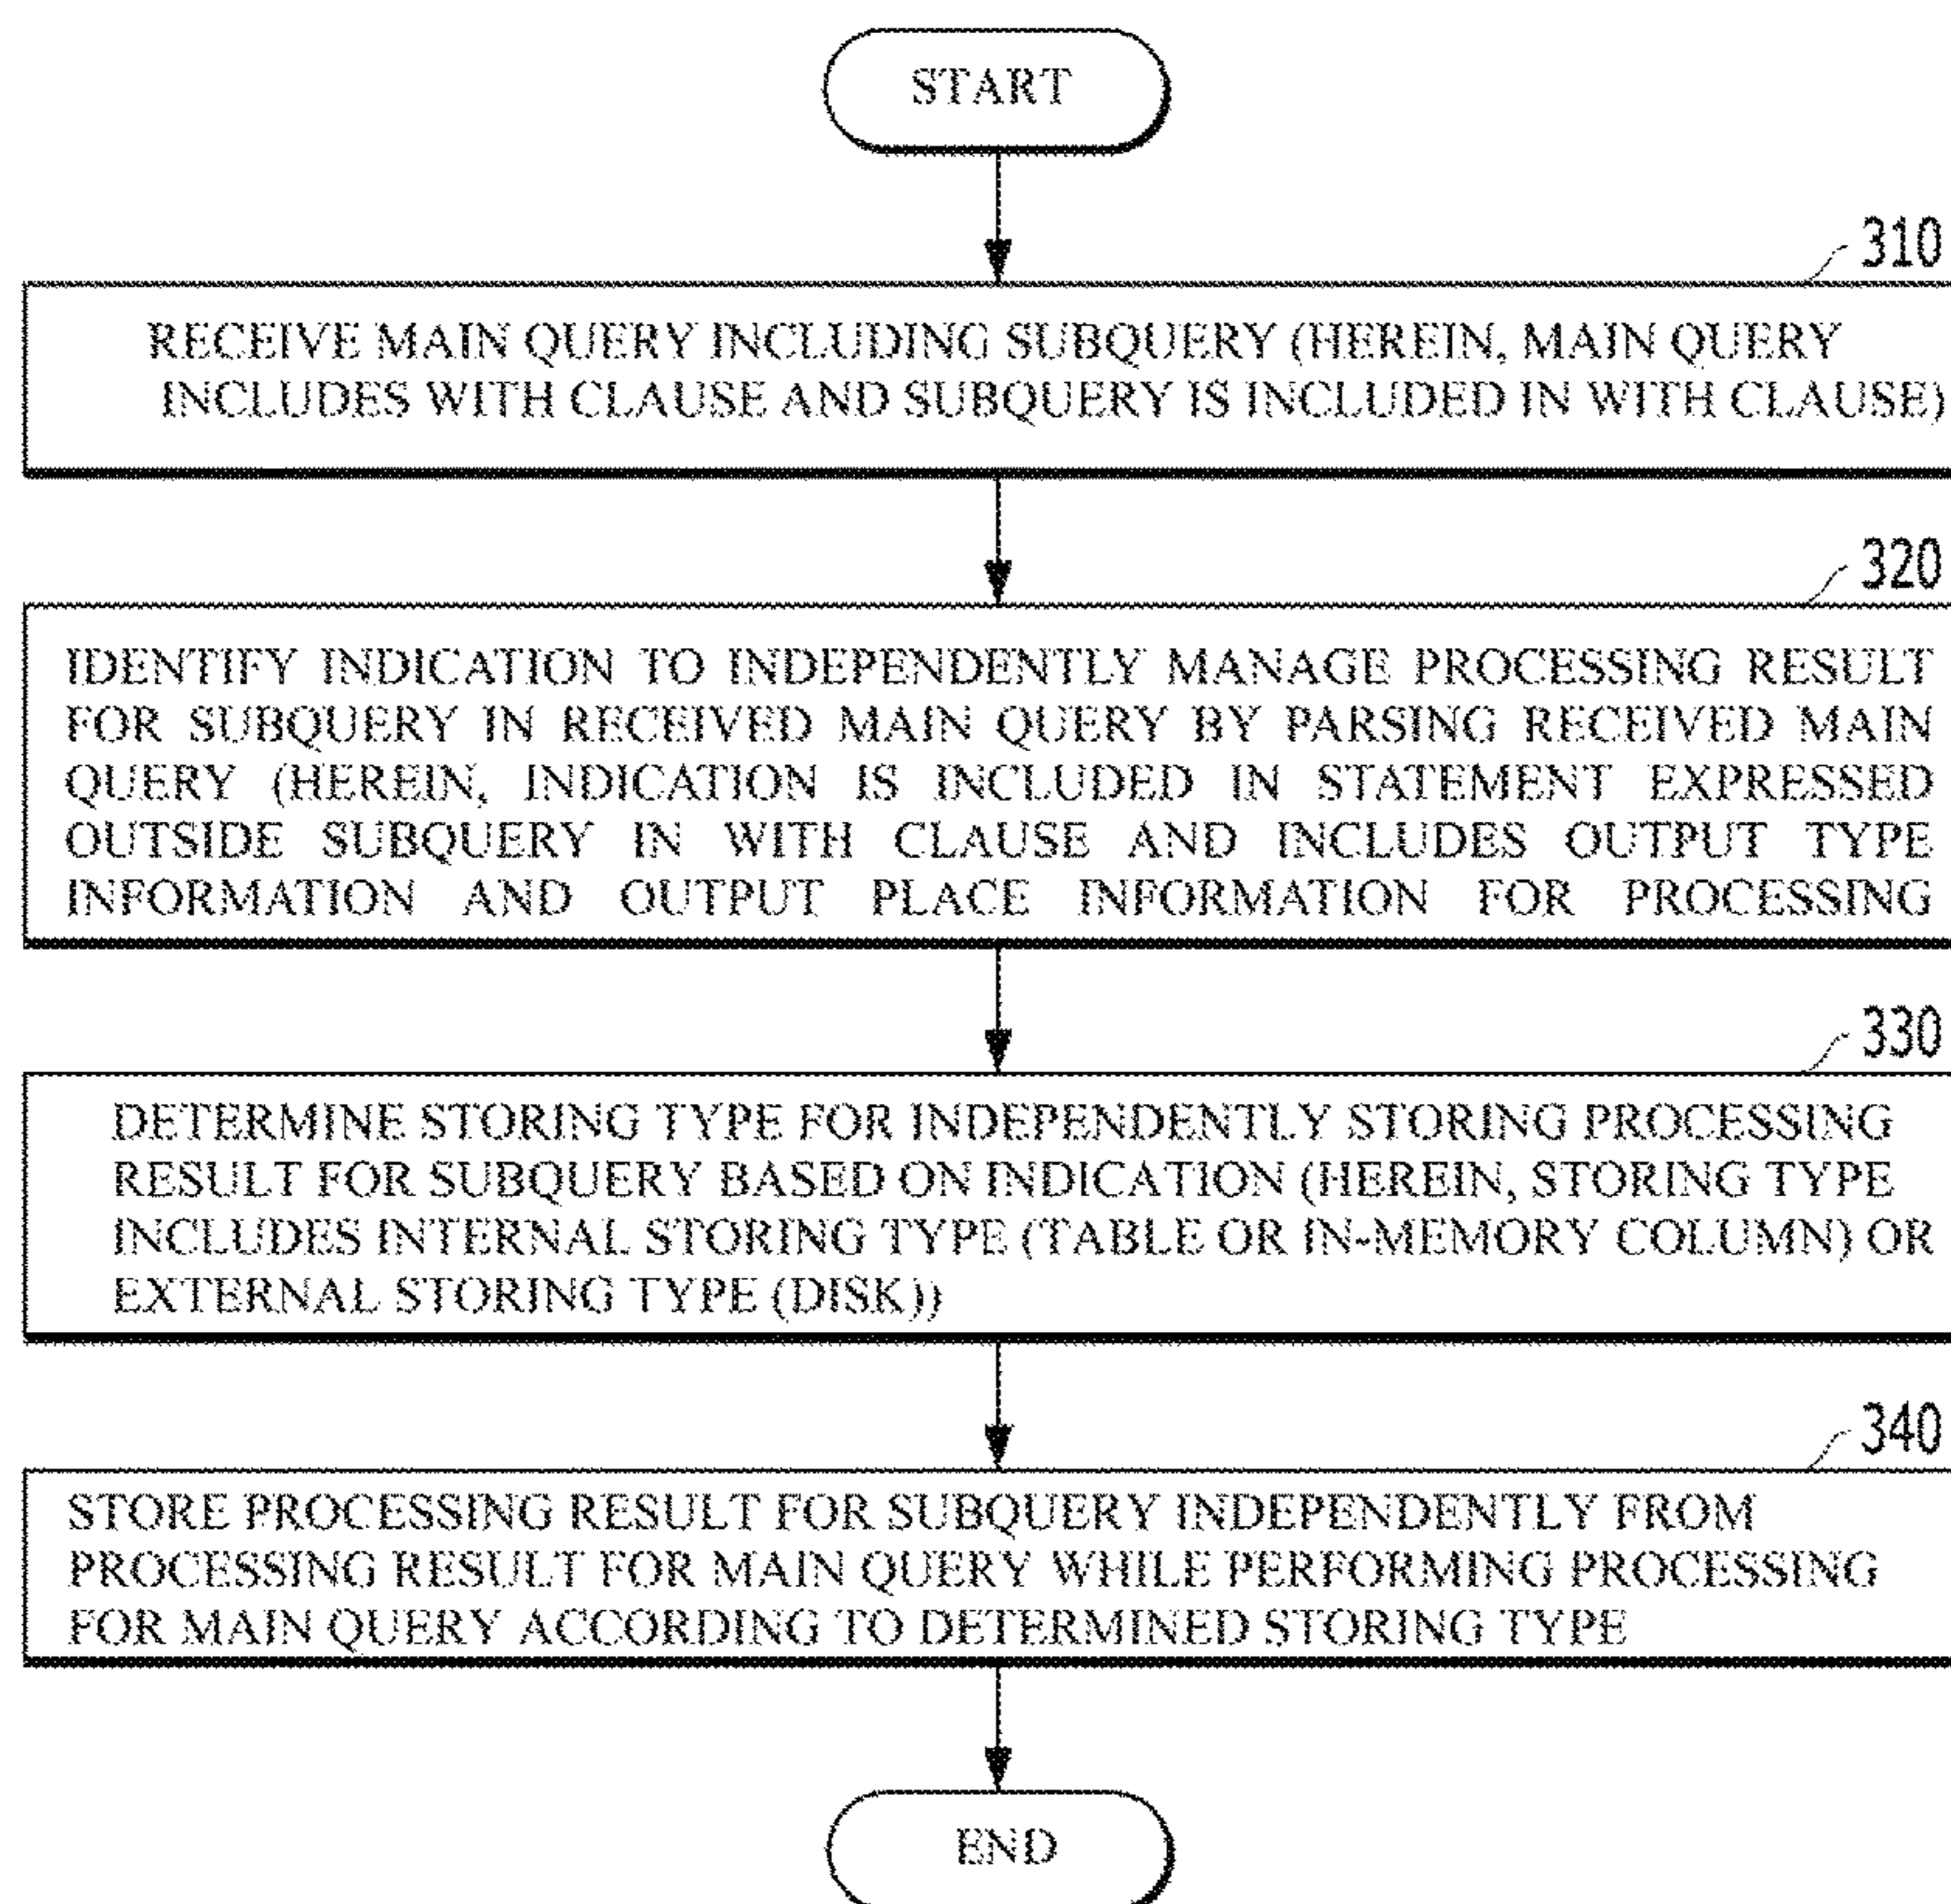 START
310
RECEIVE MAIN QUERY INCLUDING SUBQUERY (HEREIN, MAIN QUERY
INCLUDES WITH CLAUSE AND SUBQUERY IS INCLUDED IN WITH CLAUSE)
320
IDENTIFY INDICATION TO INDEPENDENTLY MANAGE PROCESSING RESULT
FOR SUBQUERY IN RECEIVED MAIN QUERY BY PARSING RECEIVED MAIN
QUERY (HEREIN, INDICATION IS INCLUDED IN STATEMENT EXPRESSED
OUTSIDE SUBQUERY IN WITH CLAUSE AND INCLUDES OUTPUT TYPE
INFORMATION AND OUTPUT PLACE INFORMATION FOR PROCESSING
330
DETERMINE STORING TYPE FOR INDEPENDENTLY STORING PROCESSING
RESULT FOR SUBQUERY BASED ON INDICATION (HEREIN, STORING TYPE
INCLUDES INTERNAL STORING TYPE (TABLE OR IN-MEMORY COLUMN) OR
EXTERNAL STORING TYPE (DISK))
340
STORE PROCESSING RESULT FOR SUBQUERY INDEPENDENTLY FROM
PROCESSING RESULT FOR MAIN QUERY WHILE PERFORMING PROCESSING
FOR MAIN QUERY ACCORDING TO DETERMINED STORING TYPE
END